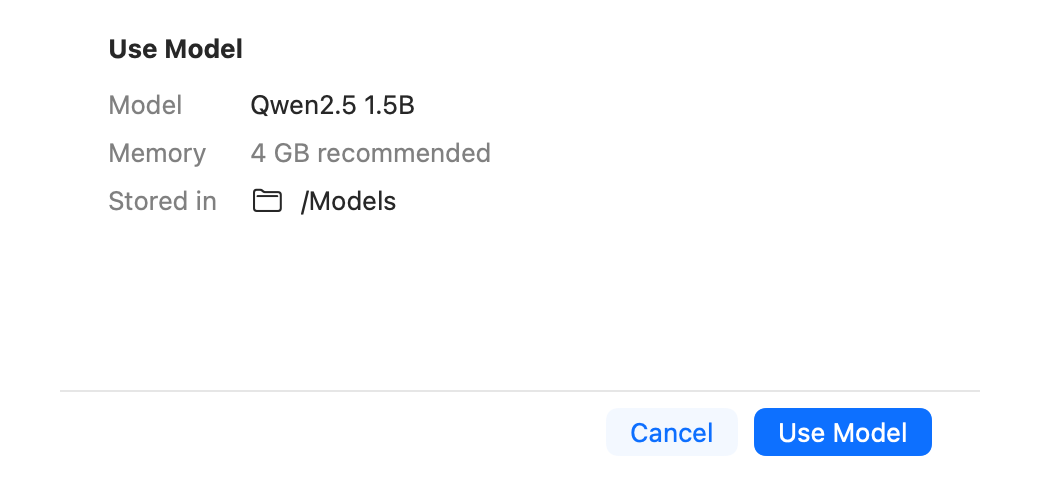 Use Model
Model Qwen2.5 1.5B
Memory 4 GB recommended
Stored in /Models
Cancel Use Model